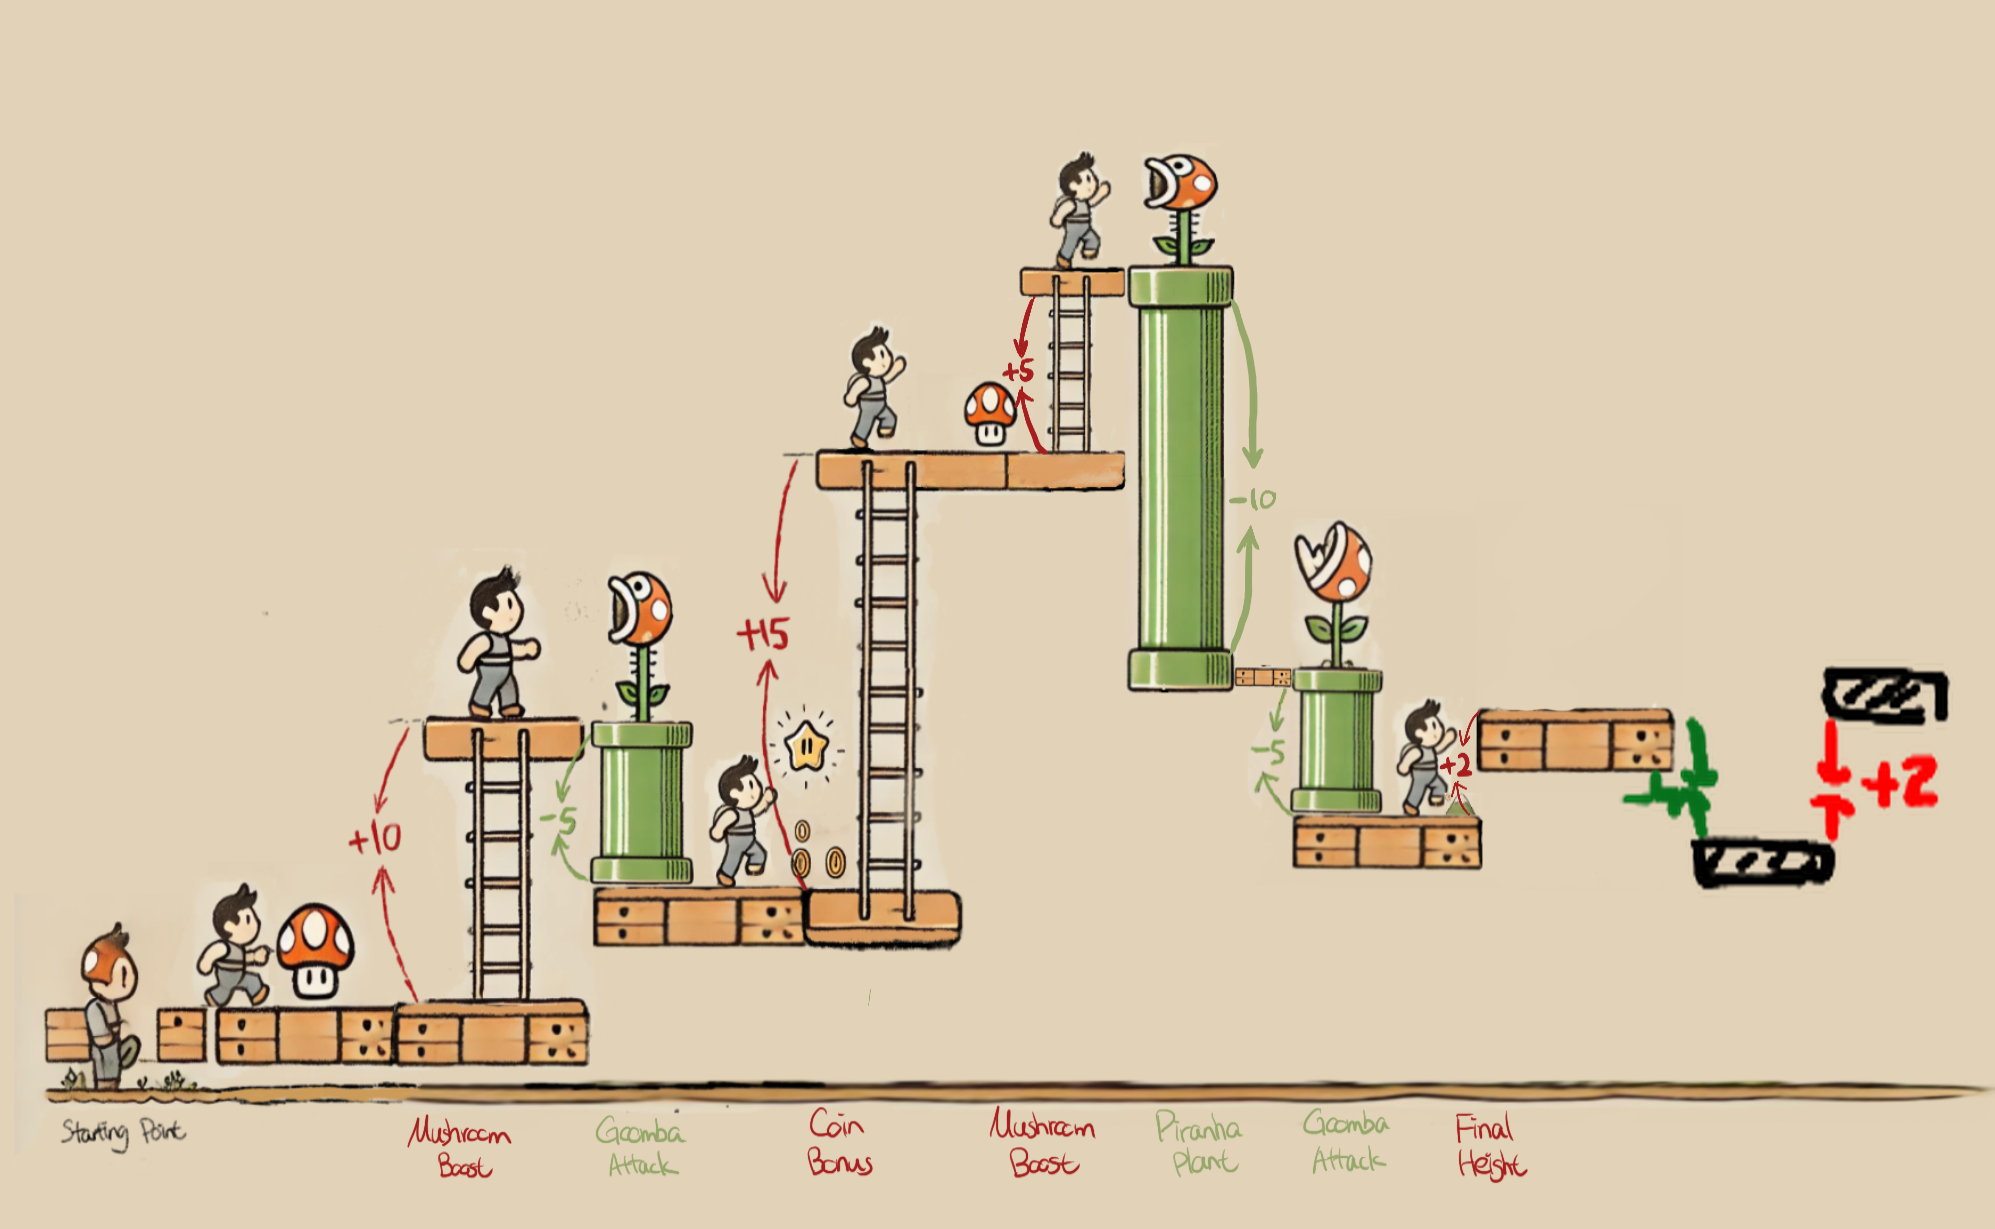 +5
-10
+15
-5
+2
+2
-5
+10
Starting Point
Mushroom
Boost
Goomba
Attack
Coin
Bonus
Mushroom
Boost
Piranha
Plant
Goomba
Attack
Final
Height